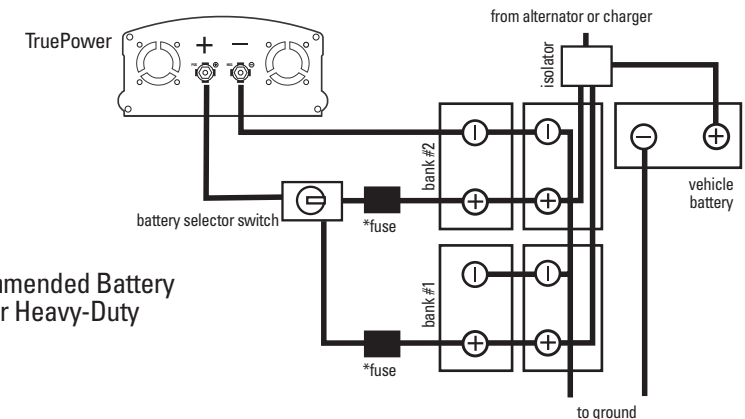 from alternator or charger
TruePower
+ −
isolator
bank #2
− −
− +
vehicle
battery
+ +
battery selector switch
*fuse
mmended Battery
r Heavy-Duty
bank #1
− −
+ +
*fuse
to ground